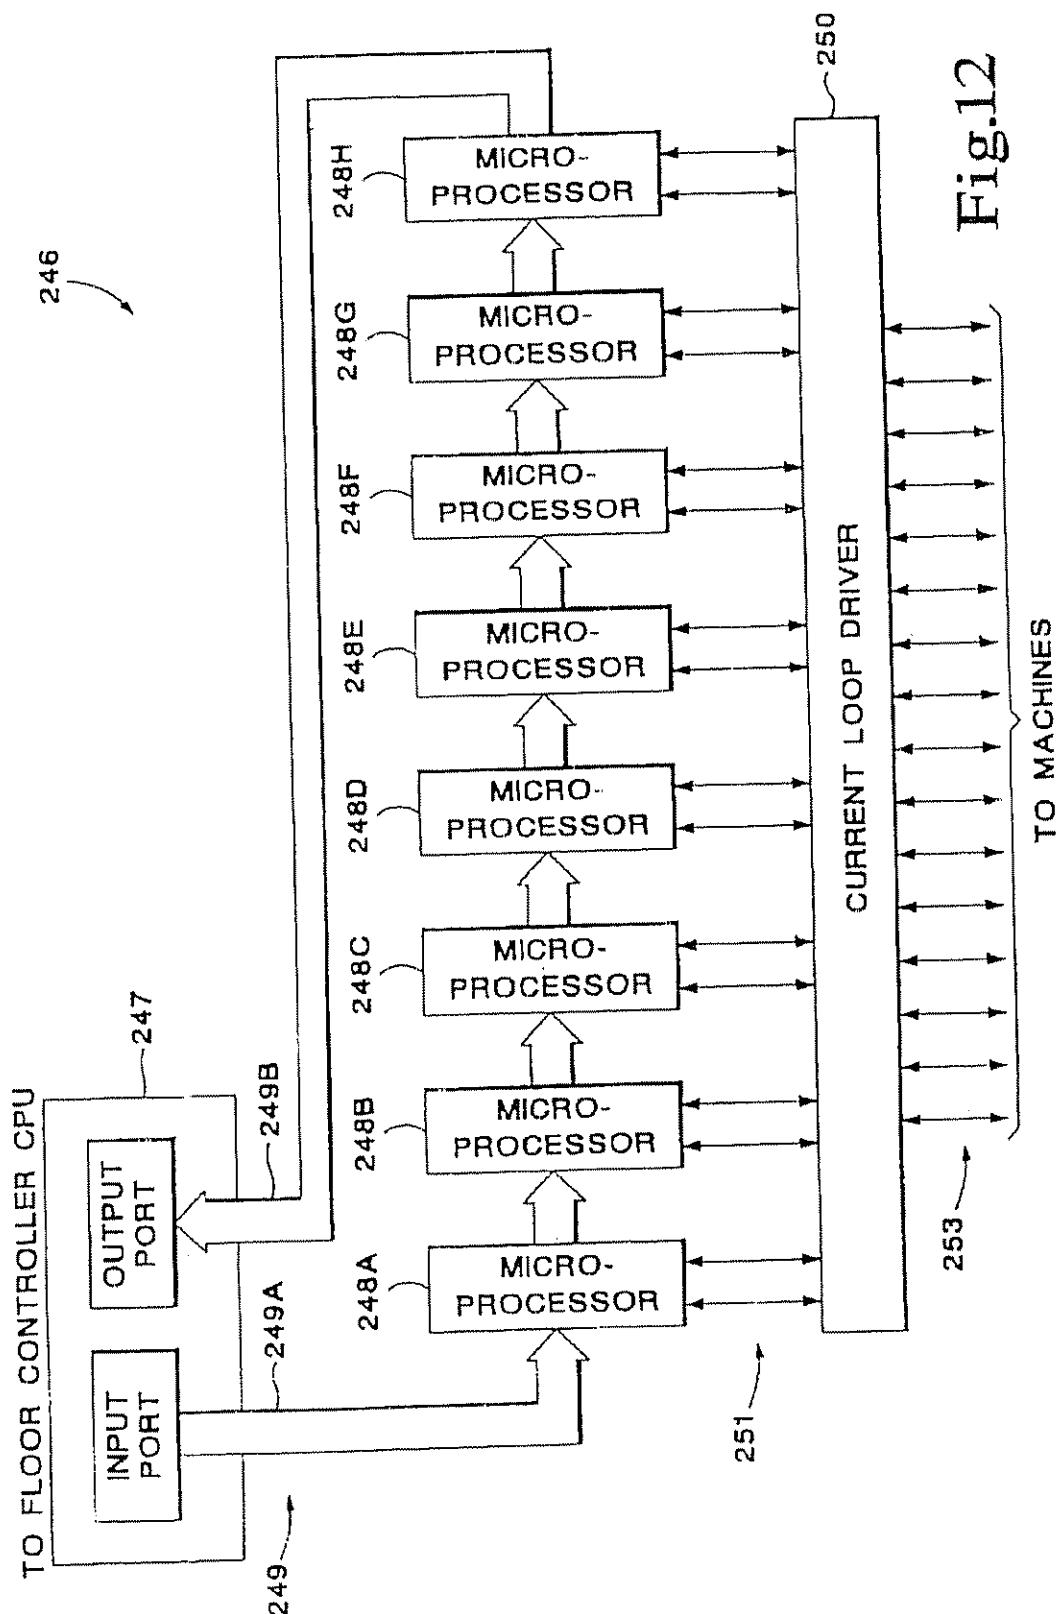 246
TO FLOOR CONTROLLER CPU
247
INPUT
PORT
OUTPUT
PORT
249
249A
249B
248A
MICRO-
PROCESSOR
248B
MICRO-
PROCESSOR
248C
MICRO-
PROCESSOR
248D
MICRO-
PROCESSOR
248E
MICRO-
PROCESSOR
248F
MICRO-
PROCESSOR
248G
MICRO-
PROCESSOR
248H
MICRO-
PROCESSOR
251
CURRENT LOOP DRIVER
250
253
TO MACHINES
Fig.12